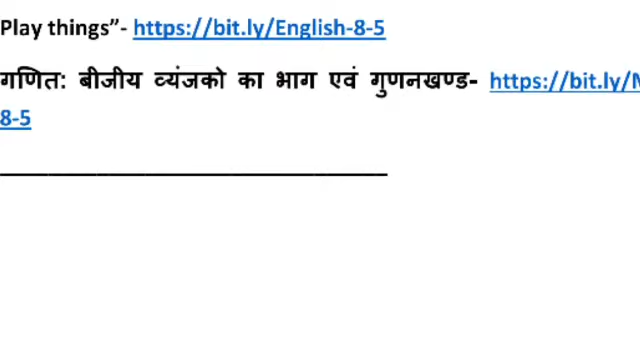 Play things”- https://bit.ly/English-8-5
गणित: बीजीय व्यंजको का भाग एवं गुणनखण्ड- https://bit.ly/
8-5